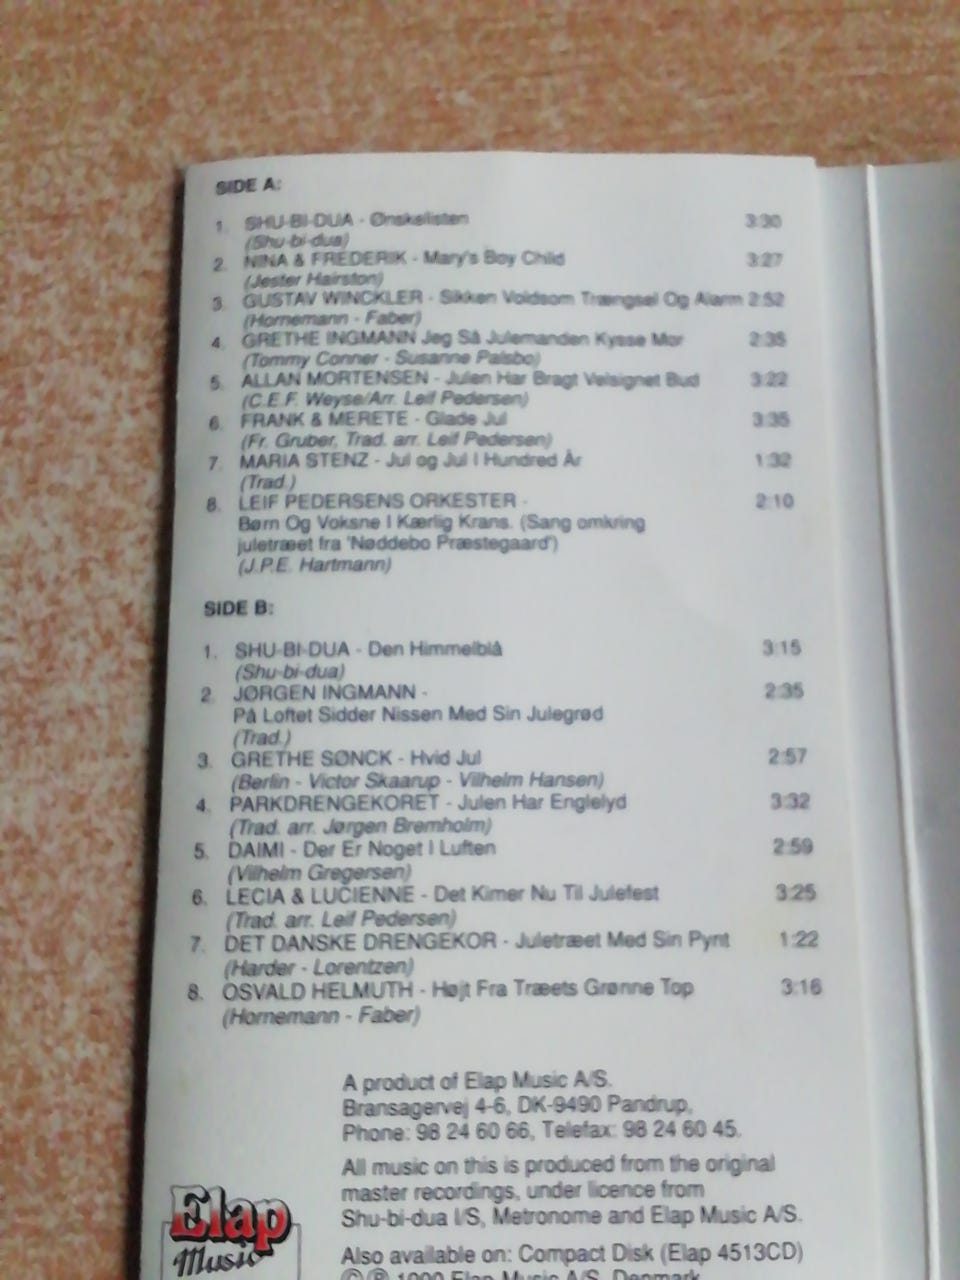 SIDE A:
1. SHU-BI-DUA - Ønskelisten 3:30
(Shu-bi-dua)
2. NINA & FREDERIK - Mary's Boy Child 3:27
(Jester Hairston)
3. GUSTAV WINCKLER - Sikken Voldsom Trængsel Og Alarm 2:52
(Hornemann - Faber)
4. GRETHE INGMANN Jeg Så Julemanden Kysse Mor 2:35
(Tommy Conner - Susanne Palsbo)
5. ALLAN MORTENSEN - Julen Har Bragt Velsignet Bud 3:22
(C.E.F. Weyse/Arr. Leif Pedersen)
6. FRANK & MERETE - Glade Jul 3:35
(Fr. Gruber, Trad. arr. Leif Pedersen)
7. MARIA STENZ - Jul og Jul I Hundred År 1:32
(Trad.)
8. LEIF PEDERSENS ORKESTER - 2:10
Børn Og Voksne I Kærlig Krans. (Sang omkring
juletræet fra 'Nøddebo Præstegaard')
(J.P.E. Hartmann)
SIDE B:
1. SHU-BI-DUA - Den Himmelblå 3:15
(Shu-bi-dua)
2. JØRGEN INGMANN - 2:35
På Loftet Sidder Nissen Med Sin Julegrød
(Trad.)
3. GRETHE SØNCK - Hvid Jul 2:57
(Berlin - Victor Skaarup - Vilhelm Hansen)
4. PARKDRENGEKORET - Julen Har Englelyd 3:32
(Trad. arr. Jørgen Bremholm)
5. DAIMI - Der Er Noget I Luften 2:59
(Vilhelm Gregersen)
6. LECIA & LUCIENNE - Det Kimer Nu Til Julefest 3:25
(Trad. arr. Leif Pedersen)
7. DET DANSKE DRENGEKOR - Juletræet Med Sin Pynt 1:22
(Harder - Lorentzen)
8. OSVALD HELMUTH - Højt Fra Træets Grønne Top 3:16
(Hornemann - Faber)
A product of Elap Music A/S.
Bransagervej 4-6, DK-9490 Pandrup,
Phone: 98 24 60 66, Telefax: 98 24 60 45.
All music on this is produced from the original
master recordings, under licence from
Shu-bi-dua I/S, Metronome and Elap Music A/S.
Elap
Music
Also available on: Compact Disk (Elap 4513CD)
©℗ 1990 Elap Music A/S, Denmark